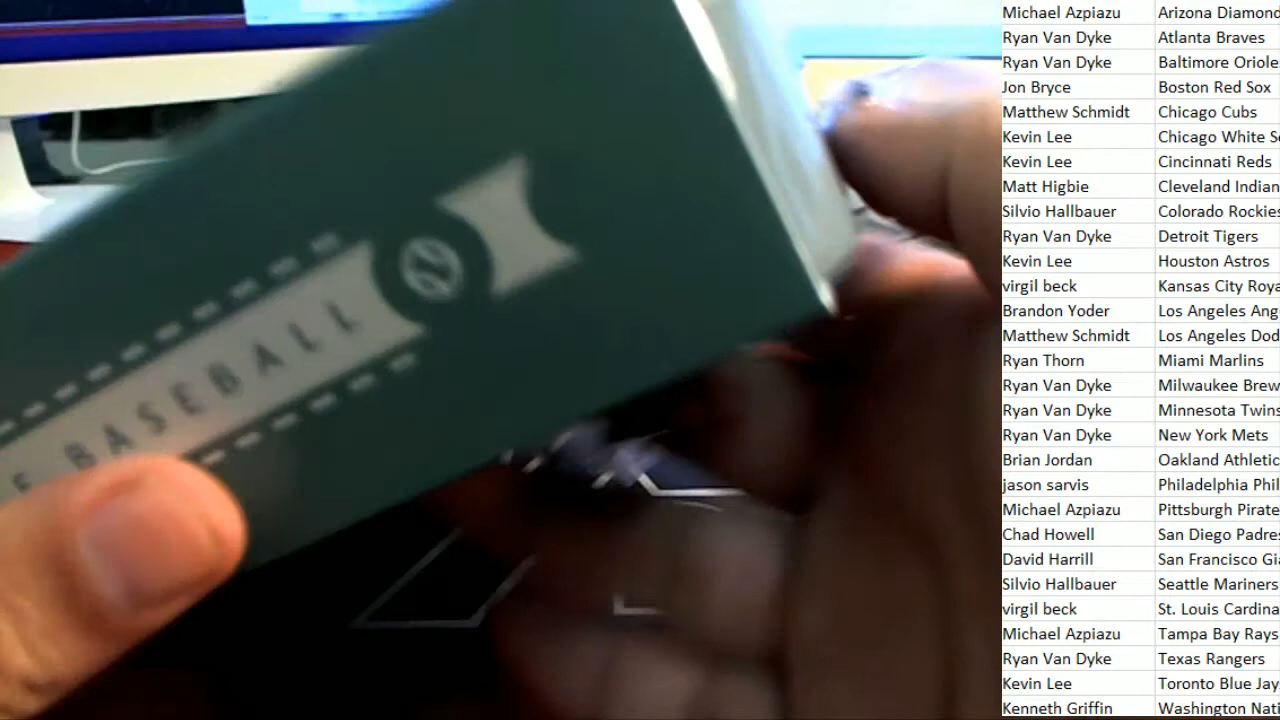 E BASEBALL
Michael Azpiazu Arizona Diamond
Ryan Van Dyke Atlanta Braves
Ryan Van Dyke Baltimore Oriole
Jon Bryce Boston Red Sox
Matthew Schmidt Chicago Cubs
Kevin Lee Chicago White S
Kevin Lee Cincinnati Reds
Matt Higbie Cleveland Indian
Silvio Hallbauer Colorado Rockies
Ryan Van Dyke Detroit Tigers
Kevin Lee Houston Astros
virgil beck Kansas City Roya
Brandon Yoder Los Angeles Ang
Matthew Schmidt Los Angeles Dod
Ryan Thorn Miami Marlins
Ryan Van Dyke Milwaukee Brew
Ryan Van Dyke Minnesota Twins
Ryan Van Dyke New York Mets
Brian Jordan Oakland Athletic
jason sarvis Philadelphia Phil
Michael Azpiazu Pittsburgh Pirate
Chad Howell San Diego Padres
David Harrill San Francisco Gi
Silvio Hallbauer Seattle Mariners
virgil beck St. Louis Cardina
Michael Azpiazu Tampa Bay Rays
Ryan Van Dyke Texas Rangers
Kevin Lee Toronto Blue Jay
Kenneth Griffin Washington Nati